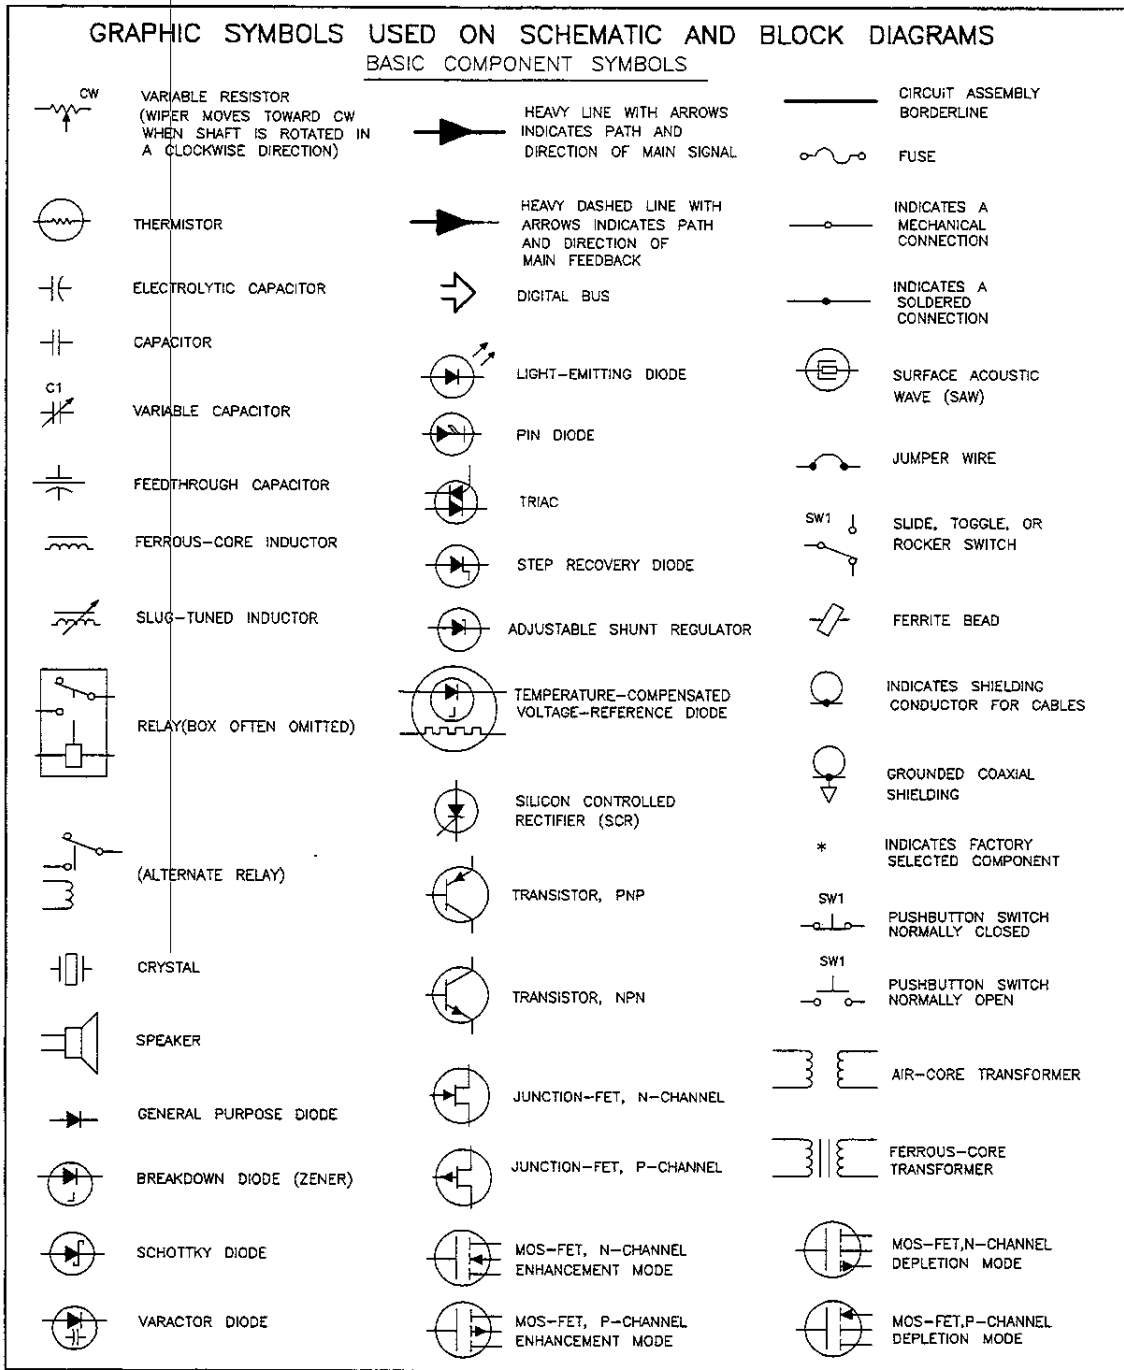 GRAPHIC SYMBOLS USED ON SCHEMATIC AND BLOCK DIAGRAMS
BASIC COMPONENT SYMBOLS
CW
VARIABLE RESISTOR
(WIPER MOVES TOWARD CW
WHEN SHAFT IS ROTATED IN
A CLOCKWISE DIRECTION)
THERMISTOR
ELECTROLYTIC CAPACITOR
CAPACITOR
C1
VARIABLE CAPACITOR
FEEDTHROUGH CAPACITOR
FERROUS-CORE INDUCTOR
SLUG-TUNED INDUCTOR
RELAY(BOX OFTEN OMITTED)
(ALTERNATE RELAY)
CRYSTAL
SPEAKER
GENERAL PURPOSE DIODE
BREAKDOWN DIODE (ZENER)
SCHOTTKY DIODE
VARACTOR DIODE
HEAVY LINE WITH ARROWS
INDICATES PATH AND
DIRECTION OF MAIN SIGNAL
HEAVY DASHED LINE WITH
ARROWS INDICATES PATH
AND DIRECTION OF
MAIN FEEDBACK
DIGITAL BUS
LIGHT-EMITTING DIODE
PIN DIODE
TRIAC
STEP RECOVERY DIODE
ADJUSTABLE SHUNT REGULATOR
TEMPERATURE-COMPENSATED
VOLTAGE-REFERENCE DIODE
SILICON CONTROLLED
RECTIFIER (SCR)
TRANSISTOR, PNP
TRANSISTOR, NPN
JUNCTION-FET, N-CHANNEL
JUNCTION-FET, P-CHANNEL
MOS-FET, N-CHANNEL
ENHANCEMENT MODE
MOS-FET, P-CHANNEL
ENHANCEMENT MODE
CIRCUIT ASSEMBLY
BORDERLINE
FUSE
INDICATES A
MECHANICAL
CONNECTION
INDICATES A
SOLDERED
CONNECTION
SURFACE ACOUSTIC
WAVE (SAW)
JUMPER WIRE
SW1
SLIDE, TOGGLE, OR
ROCKER SWITCH
FERRITE BEAD
INDICATES SHIELDING
CONDUCTOR FOR CABLES
GROUNDED COAXIAL
SHIELDING
*
INDICATES FACTORY
SELECTED COMPONENT
SW1
PUSHBUTTON SWITCH
NORMALLY CLOSED
SW1
PUSHBUTTON SWITCH
NORMALLY OPEN
AIR-CORE TRANSFORMER
FERROUS-CORE
TRANSFORMER
MOS-FET,N-CHANNEL
DEPLETION MODE
MOS-FET,P-CHANNEL
DEPLETION MODE